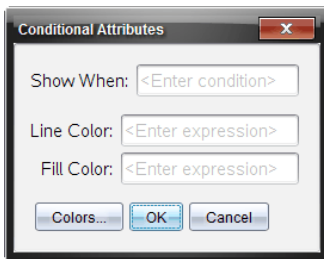 Conditional Attributes
Show When: <Enter condition>
Line Color: <Enter expression>
Fill Color: <Enter expression>
Colors... OK Cancel